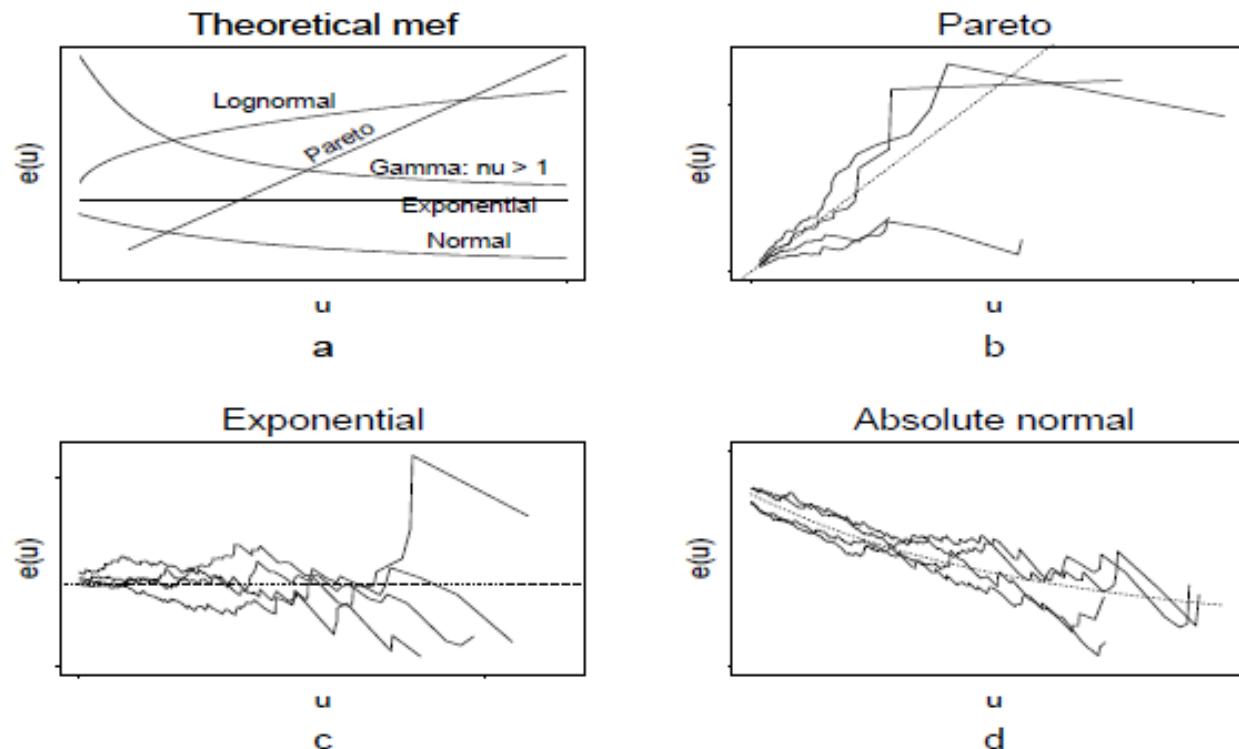 Theoretical mef
e(u)
Lognormal
Pareto
Gamma: nu > 1
Exponential
Normal
u
a
Pareto
e(u)
u
b
Exponential
e(u)
u
c
Absolute normal
e(u)
u
d